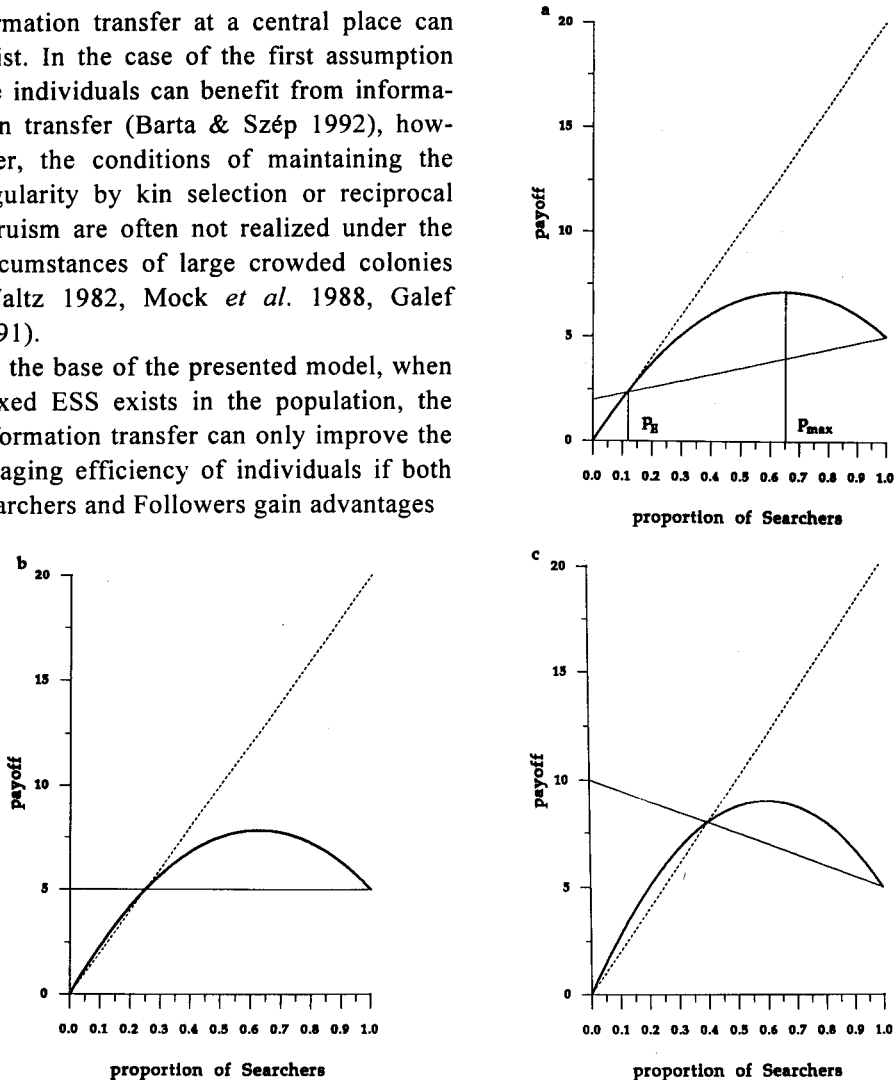 rmation transfer at a central place can
ist. In the case of the first assumption
e individuals can benefit from informa-
n transfer (Barta & Szép 1992), how-
er, the conditions of maintaining the
gularity by kin selection or reciprocal
ruism are often not realized under the
cumstances of large crowded colonies
altz 1982, Mock et al. 1988, Galef
91).
the base of the presented model, when
xed ESS exists in the population, the
formation transfer can only improve the
aging efficiency of individuals if both
archers and Followers gain advantages
a
20
15
10
5
0
payoff
PE
Pmax
0.0 0.1 0.2 0.3 0.4 0.5 0.6 0.7 0.8 0.9 1.0
proportion of Searchers
b
20
15
10
5
0
payoff
0.0 0.1 0.2 0.3 0.4 0.5 0.6 0.7 0.8 0.9 1.0
proportion of Searchers
c
20
15
10
5
0
payoff
0.0 0.1 0.2 0.3 0.4 0.5 0.6 0.7 0.8 0.9 1.0
proportion of Searchers